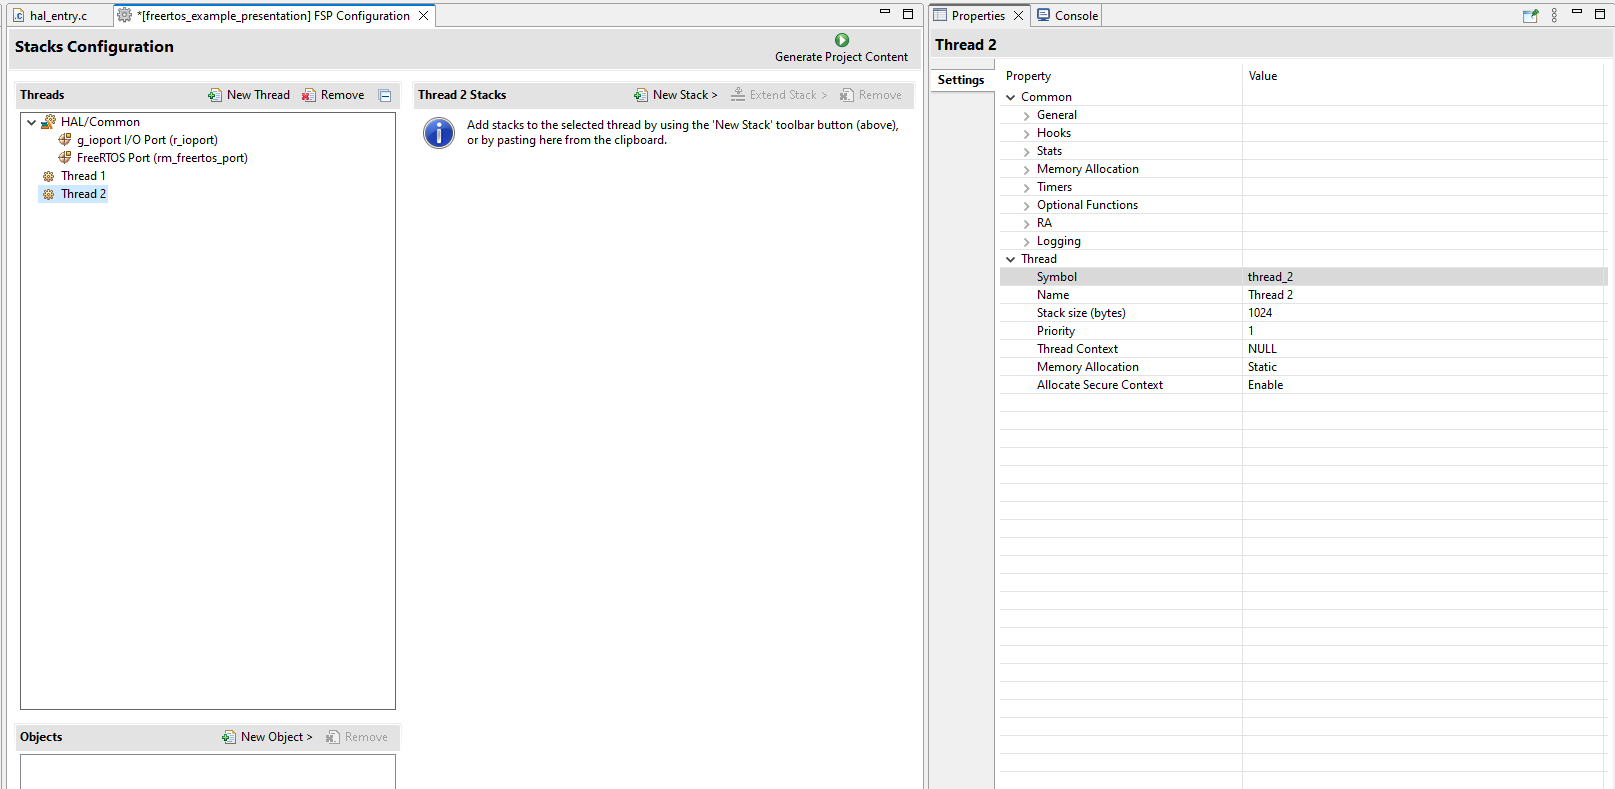 hal_entry.c
*[freertos_example_presentation] FSP Configuration
Stacks Configuration
Generate Project Content
Threads
New Thread
Remove
HAL/Common
g_ioport I/O Port (r_ioport)
FreeRTOS Port (rm_freertos_port)
Thread 1
Thread 2
Objects
New Object >
Remove
Thread 2 Stacks
New Stack >
Extend Stack >
Remove
Add stacks to the selected thread by using the 'New Stack' toolbar button (above),
or by pasting here from the clipboard.
Properties
Console
Thread 2
Settings
Property Value
Common
General
Hooks
Stats
Memory Allocation
Timers
Optional Functions
RA
Logging
Thread
Symbol thread_2
Name Thread 2
Stack size (bytes) 1024
Priority 1
Thread Context NULL
Memory Allocation Static
Allocate Secure Context Enable